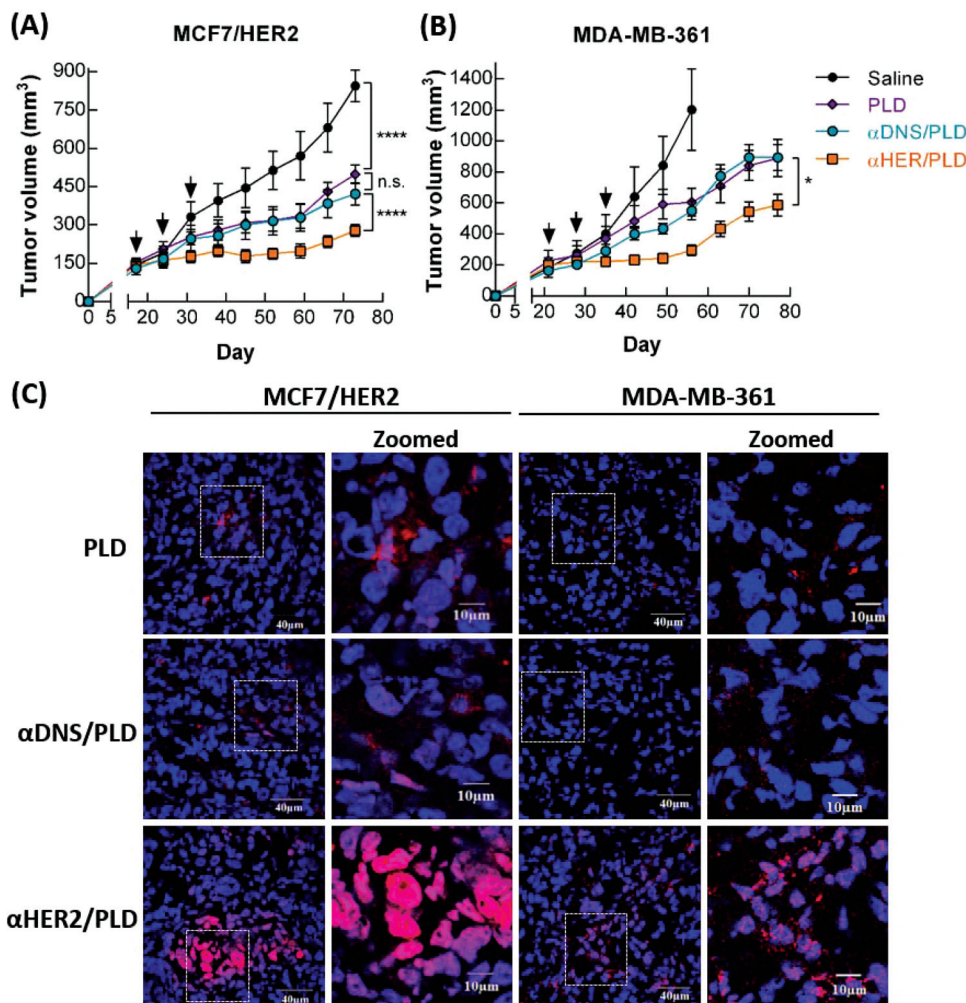 (A)
MCF7/HER2
Tumor volume (mm³)
900
750
600
450
300
150
0
0 5 20 30 40 50 60 70 80
Day
****
n.s.
****
(B)
MDA-MB-361
Tumor volume (mm³)
1400
1200
1000
800
600
400
200
0
0 5 20 30 40 50 60 70 80
Day
*
Saline
PLD
αDNS/PLD
αHER/PLD
(C)
MCF7/HER2 MDA-MB-361
Zoomed Zoomed
PLD
40µm 10µm 40µm 10µm
αDNS/PLD
40µm 10µm 40µm 10µm
αHER2/PLD
40µm 10µm 40µm 10µm